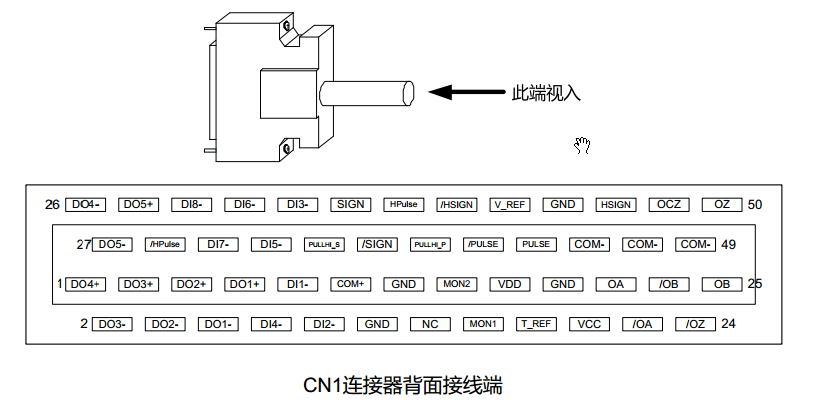 此端视入
26 DO4- DO5+ DI8- DI6- DI3- SIGN HPulse /HSIGN V_REF GND HSIGN OCZ OZ 50
27 DO5- /HPulse DI7- DI5- PULLHI_S /SIGN PULLHI_P /PULSE PULSE COM- COM- COM- 49
1 DO4+ DO3+ DO2+ DO1+ DI1- COM+ GND MON2 VDD GND OA /OB OB 25
2 DO3- DO2- DO1- DI4- DI2- GND NC MON1 T_REF VCC /OA /OZ 24
CN1连接器背面接线端